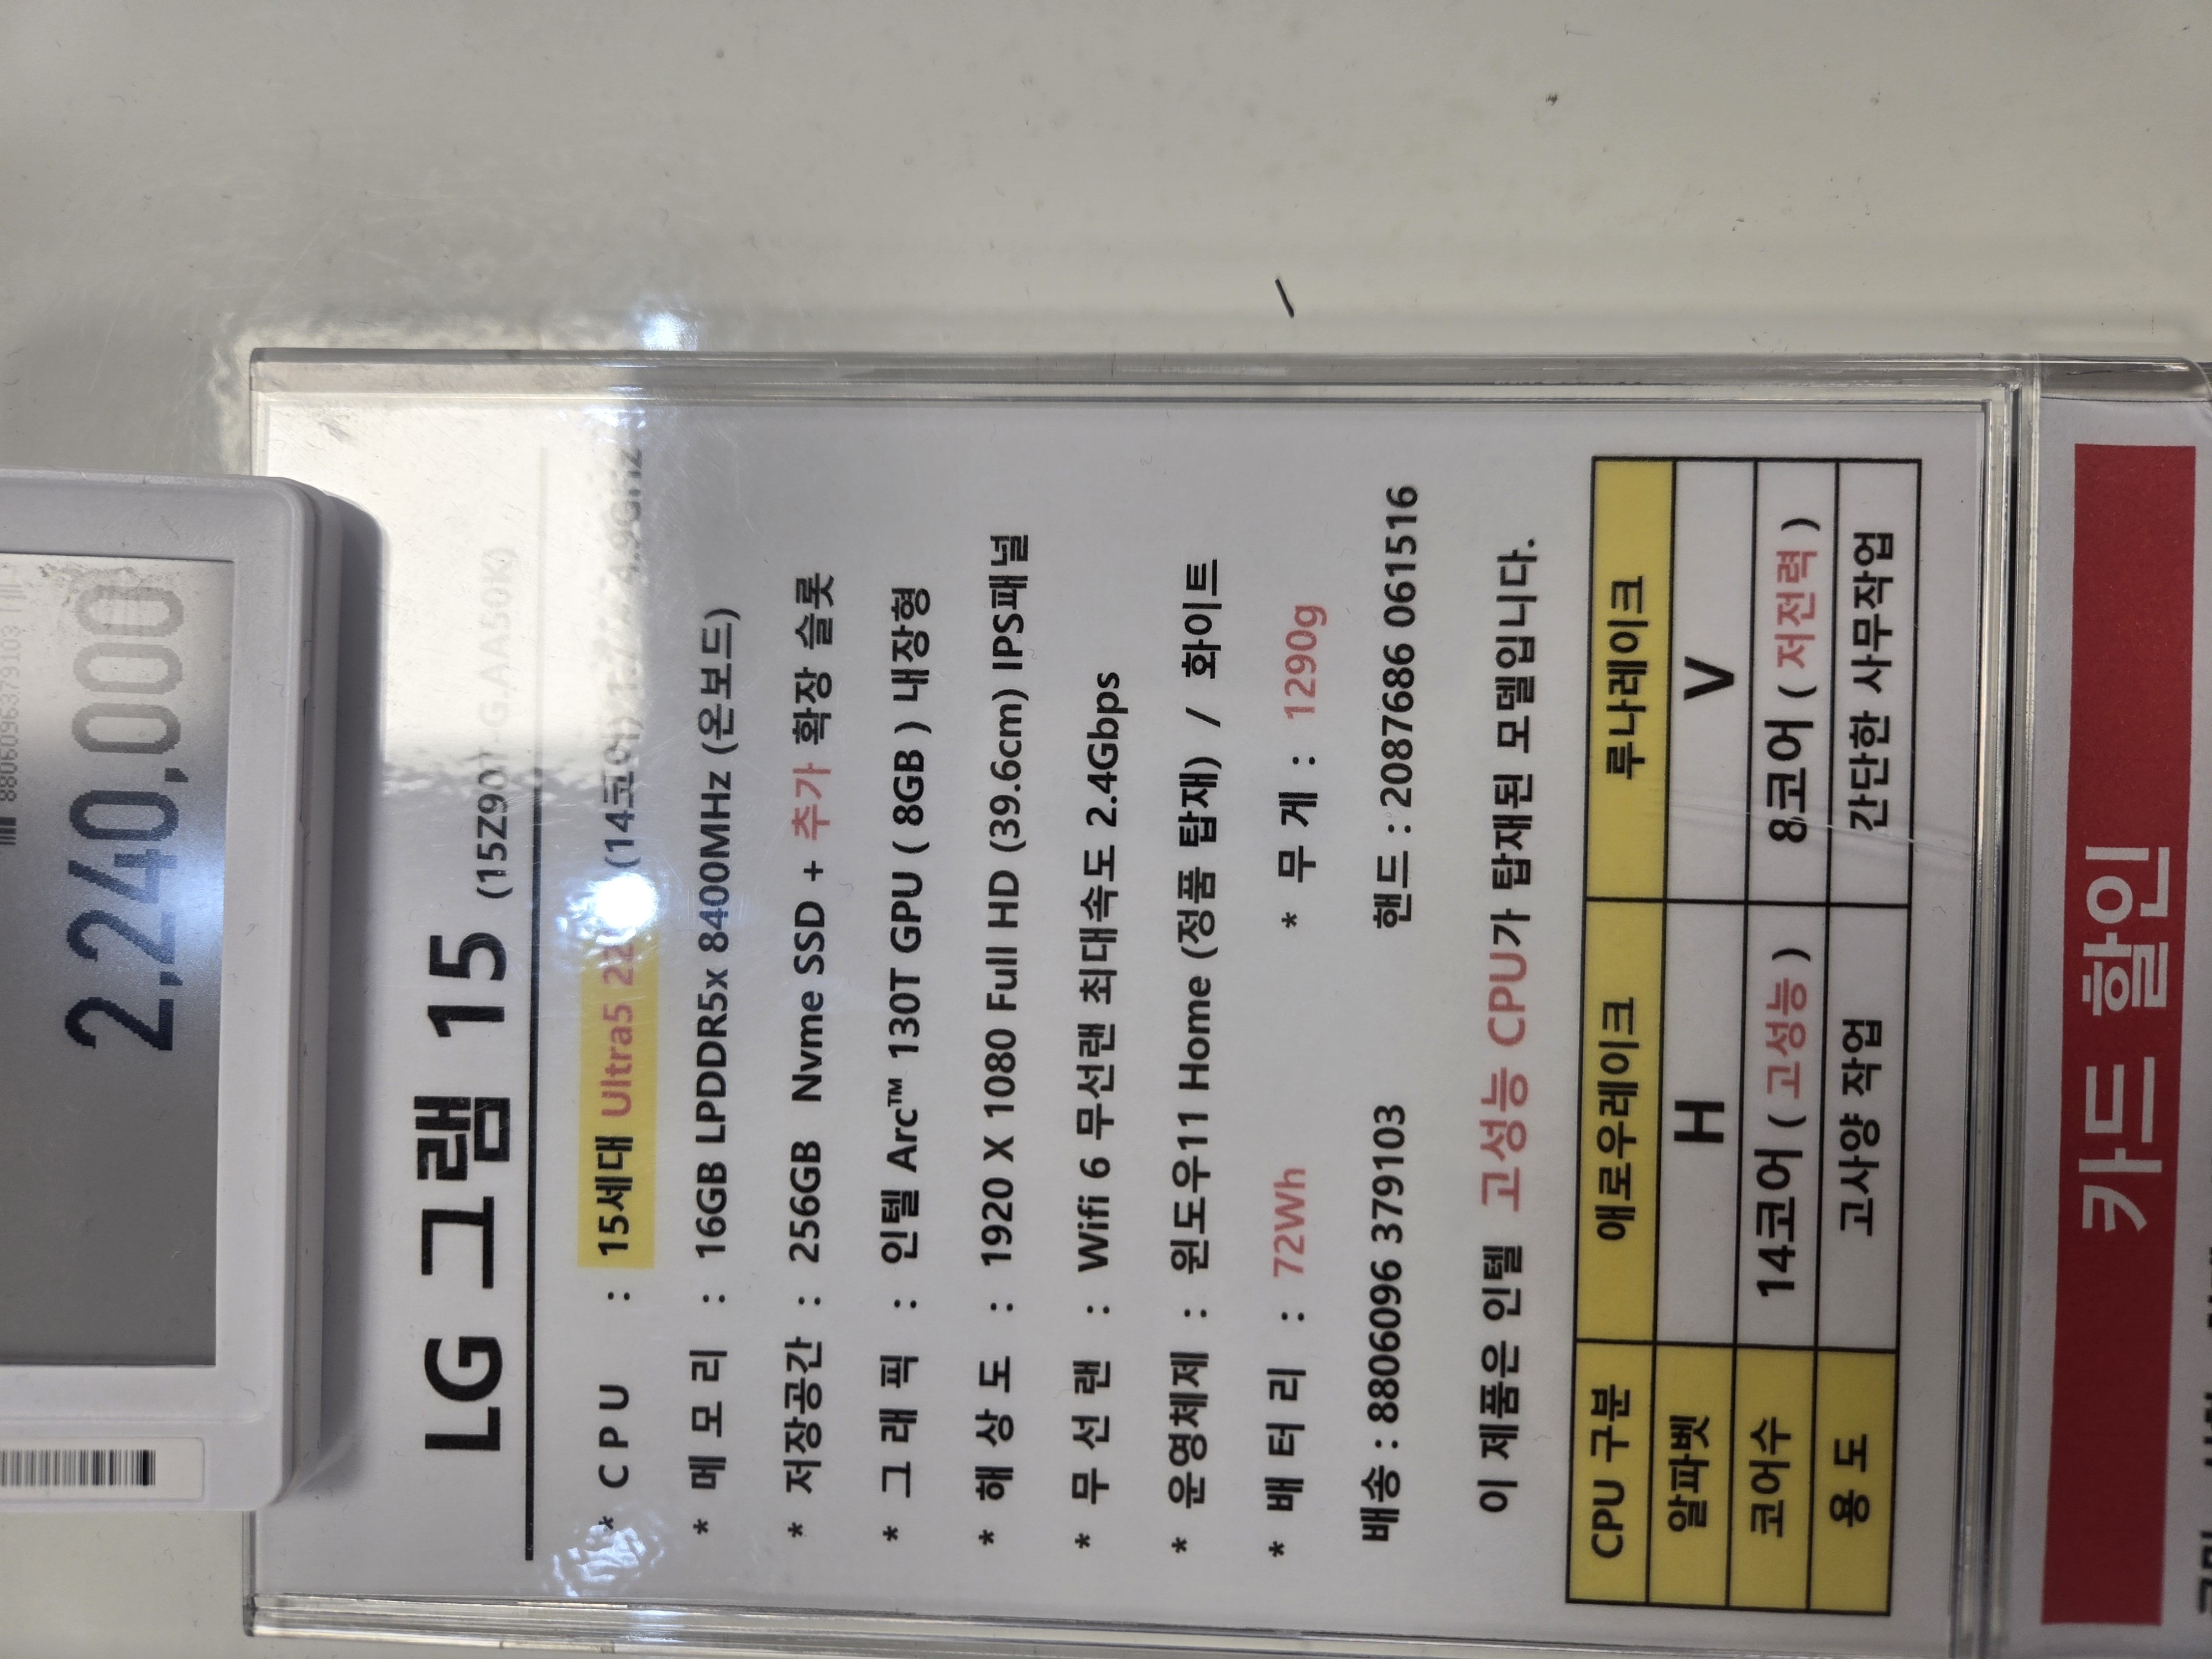 2,240,000
LG 그램 15
* CPU : 15세대 Ultra5 (14코어)
* 메 모 리 : 16GB LPDDR5x 8400MHz (온보드)
* 저장공간 : 256GB Nvme SSD + 추가 확장 슬롯
* 그 래 픽 : 인텔 Arc™ 130T GPU ( 8GB ) 내장형
* 해 상 도 : 1920 X 1080 Full HD (39.6cm) IPS패널
* 무 선 랜 : Wifi 6 무선랜 최대속도 2.4Gbps
* 운영체제 : 윈도우11 Home (정품 탑재) / 화이트
* 배 터 리 : 72Wh * 무 게 : 1290g
배송 : 8806096 379103 핸드 : 2087686 061516
이 제품은 인텔 고성능 CPU가 탑재된 모델입니다.
CPU 구분 애로우레이크 루나레이크
알파벳 H V
코어수 14코어 ( 고성능 ) 8코어 ( 저전력 )
용 도 고사양 작업 간단한 사무작업
카드 할인